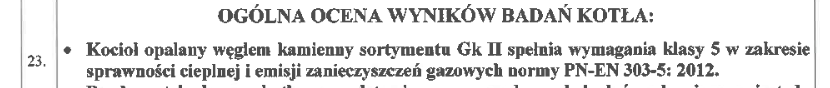 OGÓLNA OCENA WYNIKÓW BADAŃ KOTŁA:
23.
• Kocioł opalany węglem kamienny sortymentu Gk II spełnia wymagania klasy 5 w zakresie
sprawności cieplnej i emisji zanieczyszczeń gazowych normy PN-EN 303-5: 2012.